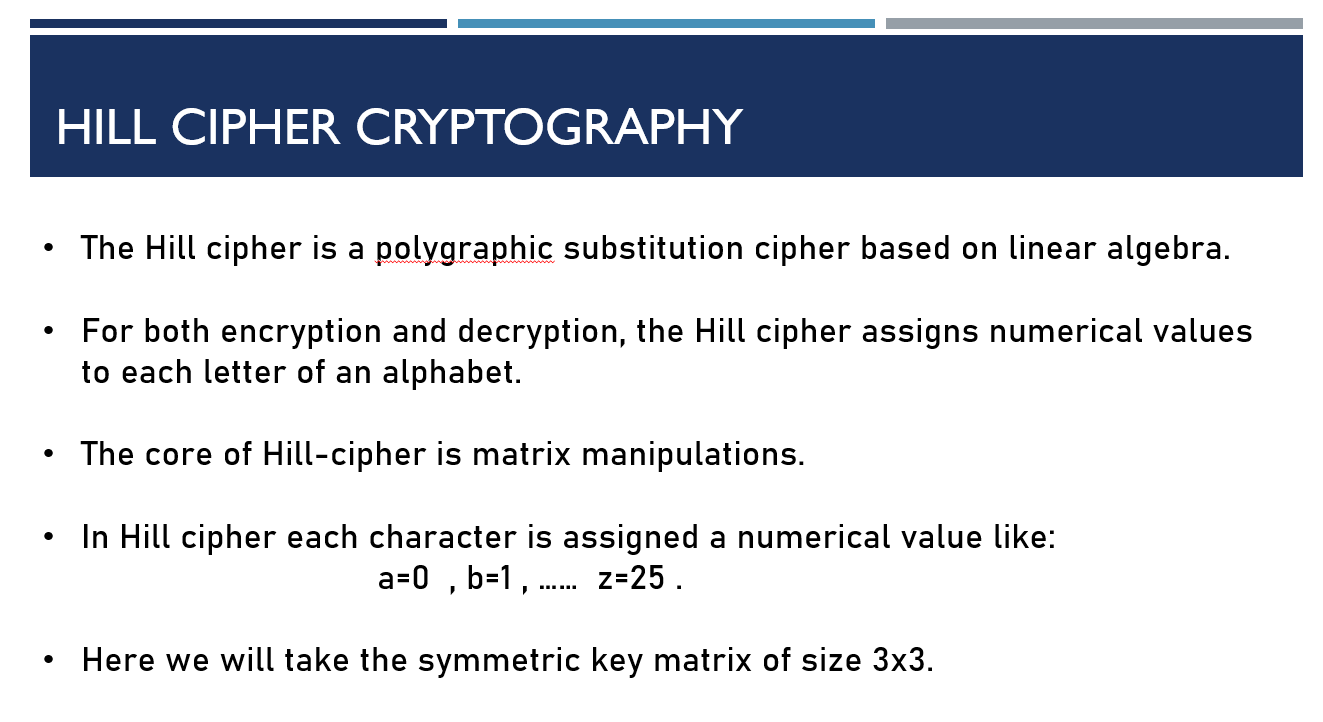 HILL CIPHER CRYPTOGRAPHY
• The Hill cipher is a polygraphic substitution cipher based on linear algebra.
• For both encryption and decryption, the Hill cipher assigns numerical values
to each letter of an alphabet.
• The core of Hill-cipher is matrix manipulations.
• In Hill cipher each character is assigned a numerical value like:
a=0 , b=1 , ...... z=25 .
• Here we will take the symmetric key matrix of size 3x3.